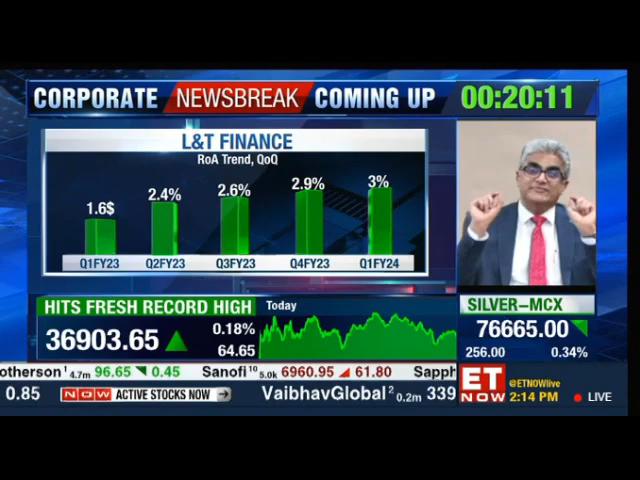 CORPORATE NEWSBREAK COMING UP 00:20:11
L&T FINANCE
RoA Trend, QoQ
1.6$ 2.4% 2.6% 2.9% 3%
Q1FY23 Q2FY23 Q3FY23 Q4FY23 Q1FY24
HITS FRESH RECORD HIGH
36903.65
0.18%
64.65
Today
SILVER-MCX
76665.00
256.00 0.34%
otherson 1 4.7m 96.65 0.45 Sanofi 10 5.0k 6960.95 61.80 Sapph
0.85 NOW ACTIVE STOCKS NOW VaibhavGlobal 2 0.2m 339
ET NOW
@ETNOWlive
2:14 PM
LIVE